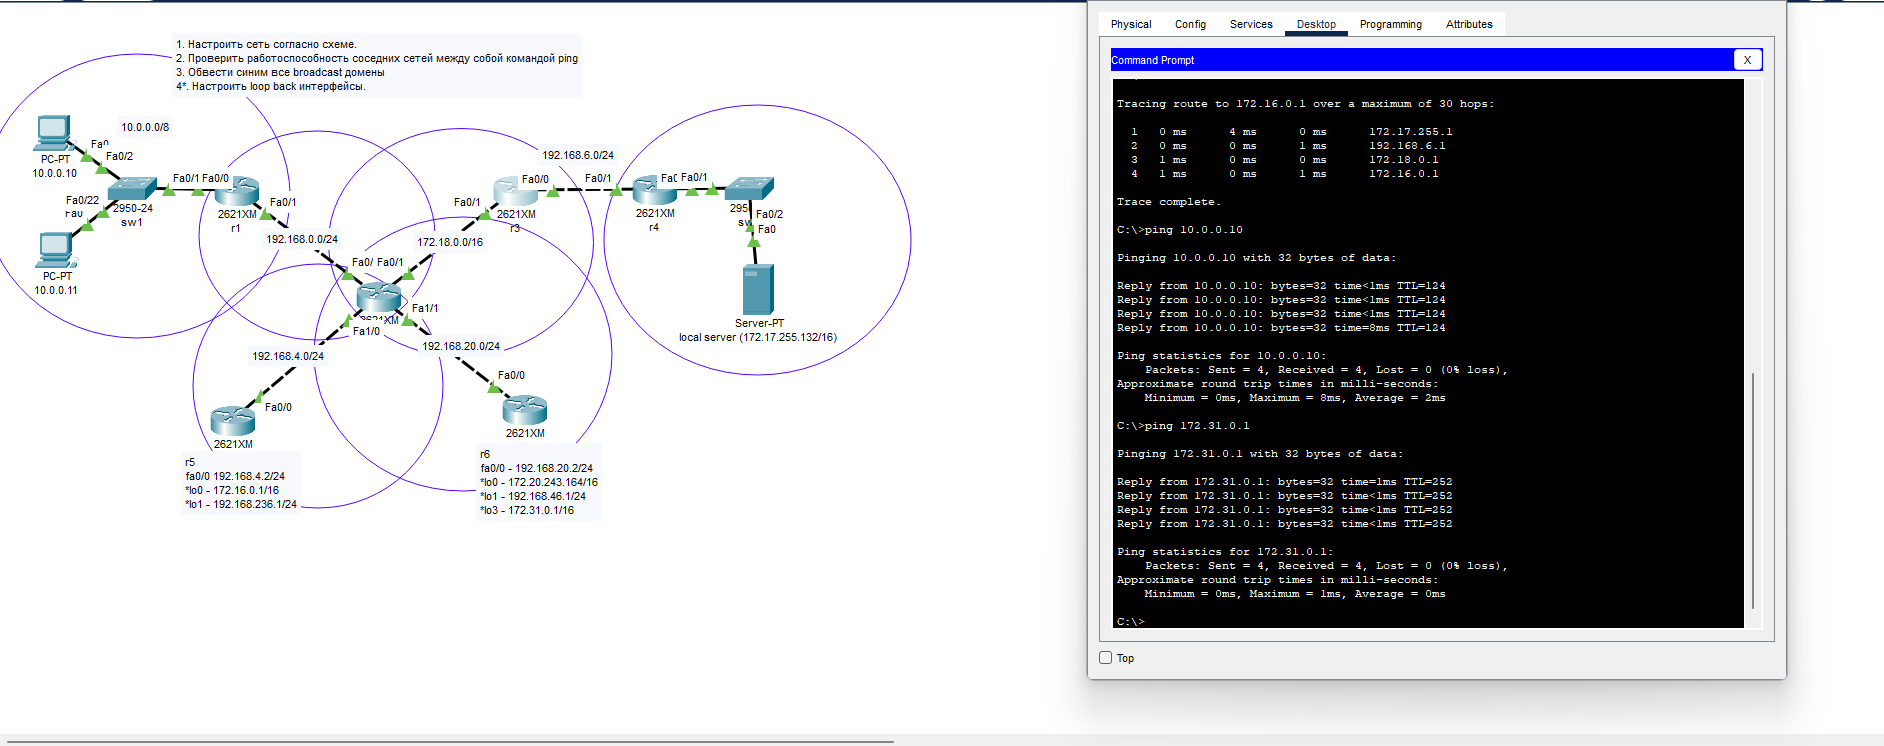 1. Настроить сеть согласно схеме.
2. Проверить работоспособность соседних сетей между собой командой ping
3. Обвести синим все broadcast домены
4*. Настроить loop back интерфейсы.
10.0.0.0/8
Fa0/2
PC-PT
10.0.0.10
Fa0/1
Fa0/0
Fa0/22
Fa0
2950-24
sw1
2621XM
r1
Fa0/1
PC-PT
10.0.0.11
192.168.0.0/24
192.168.6.0/24
Fa0/0
Fa0/1
Fa0/1
2621XM
r3
172.18.0.0/16
Fa0/1
2621XM
r4
Fa0/2
Fa0
Server-PT
local server (172.17.255.132/16)
Fa0/
Fa0/1
Fa1/1
Fa1/0
192.168.4.0/24
192.168.20.0/24
Fa0/0
2621XM
Fa0/0
2621XM
r5
fa0/0 192.168.4.2/24
*lo0 - 172.16.0.1/16
*lo1 - 192.168.236.1/24
r6
fa0/0 - 192.168.20.2/24
*lo0 - 172.20.243.164/16
*lo1 - 192.168.46.1/24
*lo3 - 172.31.0.1/16
Physical Config Services Desktop Programming Attributes
Command Prompt
X
Tracing route to 172.16.0.1 over a maximum of 30 hops:
1 0 ms 4 ms 0 ms 172.17.255.1
2 0 ms 0 ms 1 ms 192.168.6.1
3 1 ms 0 ms 0 ms 172.18.0.1
4 1 ms 0 ms 1 ms 172.16.0.1
Trace complete.
C:\>ping 10.0.0.10
Pinging 10.0.0.10 with 32 bytes of data:
Reply from 10.0.0.10: bytes=32 time<1ms TTL=124
Reply from 10.0.0.10: bytes=32 time<1ms TTL=124
Reply from 10.0.0.10: bytes=32 time<1ms TTL=124
Reply from 10.0.0.10: bytes=32 time=8ms TTL=124
Ping statistics for 10.0.0.10:
Packets: Sent = 4, Received = 4, Lost = 0 (0% loss),
Approximate round trip times in milli-seconds:
Minimum = 0ms, Maximum = 8ms, Average = 2ms
C:\>ping 172.31.0.1
Pinging 172.31.0.1 with 32 bytes of data:
Reply from 172.31.0.1: bytes=32 time=1ms TTL=252
Reply from 172.31.0.1: bytes=32 time<1ms TTL=252
Reply from 172.31.0.1: bytes=32 time<1ms TTL=252
Reply from 172.31.0.1: bytes=32 time<1ms TTL=252
Ping statistics for 172.31.0.1:
Packets: Sent = 4, Received = 4, Lost = 0 (0% loss),
Approximate round trip times in milli-seconds:
Minimum = 0ms, Maximum = 1ms, Average = 0ms
C:\>
Top